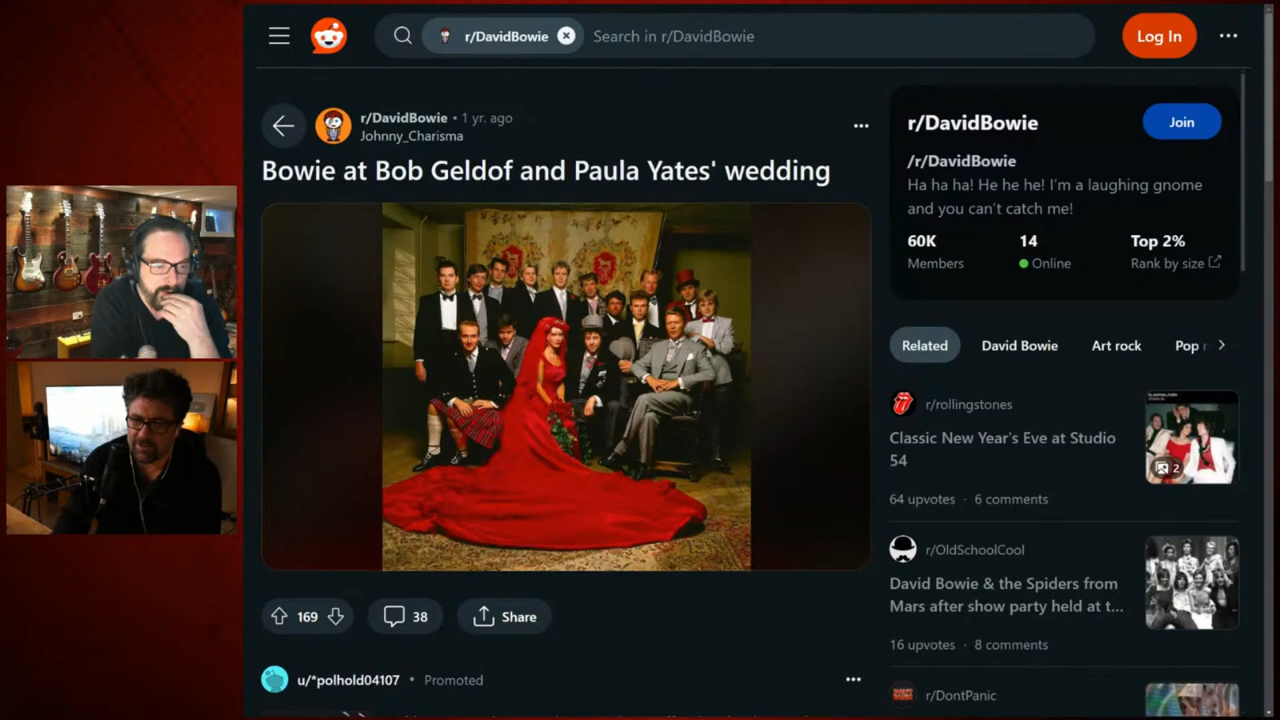 r/DavidBowie
Search in r/DavidBowie
Log In
r/DavidBowie • 1 yr. ago
Johnny_Charisma
Bowie at Bob Geldof and Paula Yates' wedding
169
38
Share
u/*polhold04107 • Promoted
r/DavidBowie
Join
/r/DavidBowie
Ha ha ha! He he he! I'm a laughing gnome
and you can't catch me!
60K
14
Top 2%
Members
Online
Rank by size
Related
David Bowie
Art rock
Pop
r/rollingstones
Classic New Year's Eve at Studio
54
2
64 upvotes · 6 comments
r/OldSchoolCool
David Bowie & the Spiders from
Mars after show party held at t...
16 upvotes · 8 comments
r/DontPanic